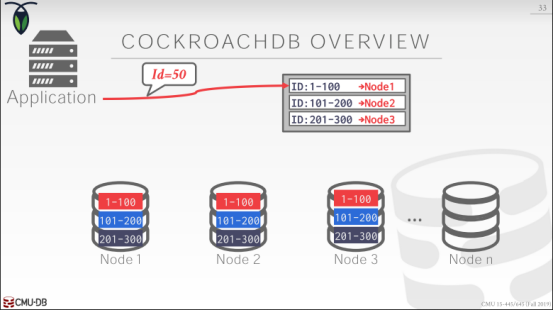 33
COCKROACHDB OVERVIEW
Id=50
Application
ID:1-100 →Node1
ID:101-200 →Node2
ID:201-300 →Node3
1-100 1-100 1-100
101-200 101-200 101-200
201-300 201-300 201-300
...
Node 1 Node 2 Node 3 Node n
CMU·DB
CMU 15-445/645 (Fall 2019)